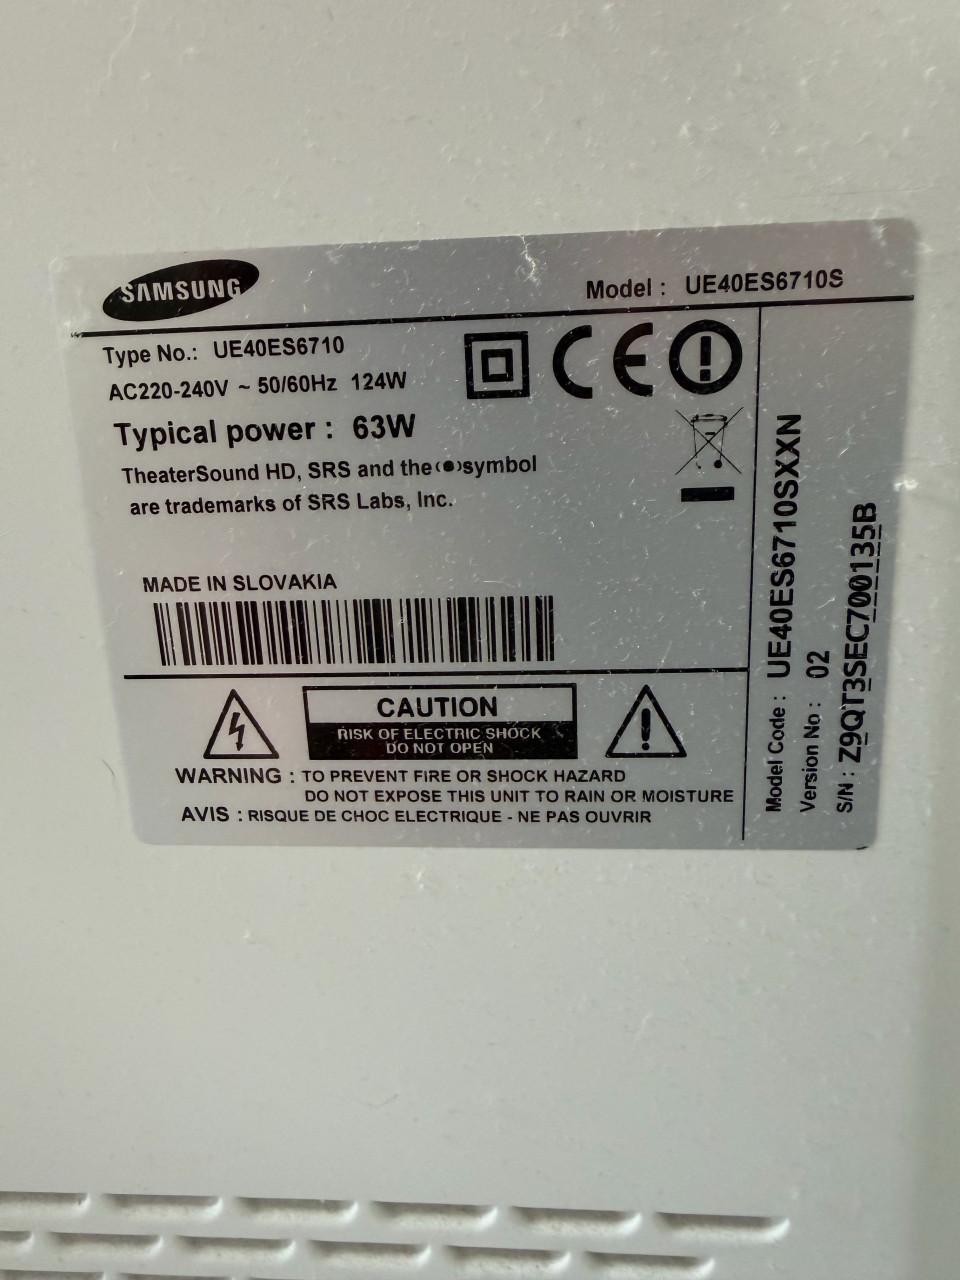 SAMSUNG
Model : UE40ES6710S
Type No.: UE40ES6710
AC220-240V ~ 50/60Hz 124W
Typical power : 63W
TheaterSound HD, SRS and the (●) symbol
are trademarks of SRS Labs, Inc.
CE
MADE IN SLOVAKIA
CAUTION
RISK OF ELECTRIC SHOCK
DO NOT OPEN
WARNING : TO PREVENT FIRE OR SHOCK HAZARD
DO NOT EXPOSE THIS UNIT TO RAIN OR MOISTURE
AVIS : RISQUE DE CHOC ELECTRIQUE - NE PAS OUVRIR
Model Code : UE40ES6710SXXN
Version No : 02
S/N : Z9QT3SEC700135B